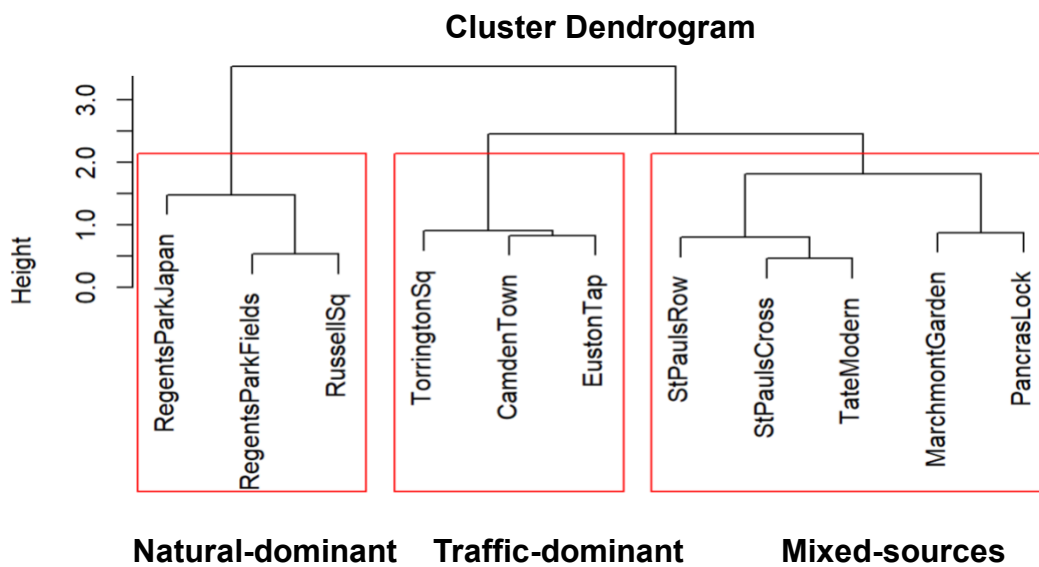 Cluster Dendrogram
Height
3.0
2.0
1.0
0.0
RegentsParkJapan
RegentsParkFields
RussellSq
TorringtonSq
CamdenTown
EustonTap
StPaulsRow
StPaulsCross
TateModern
MarchmontGarden
PancrasLock
Natural-dominant
Traffic-dominant
Mixed-sources